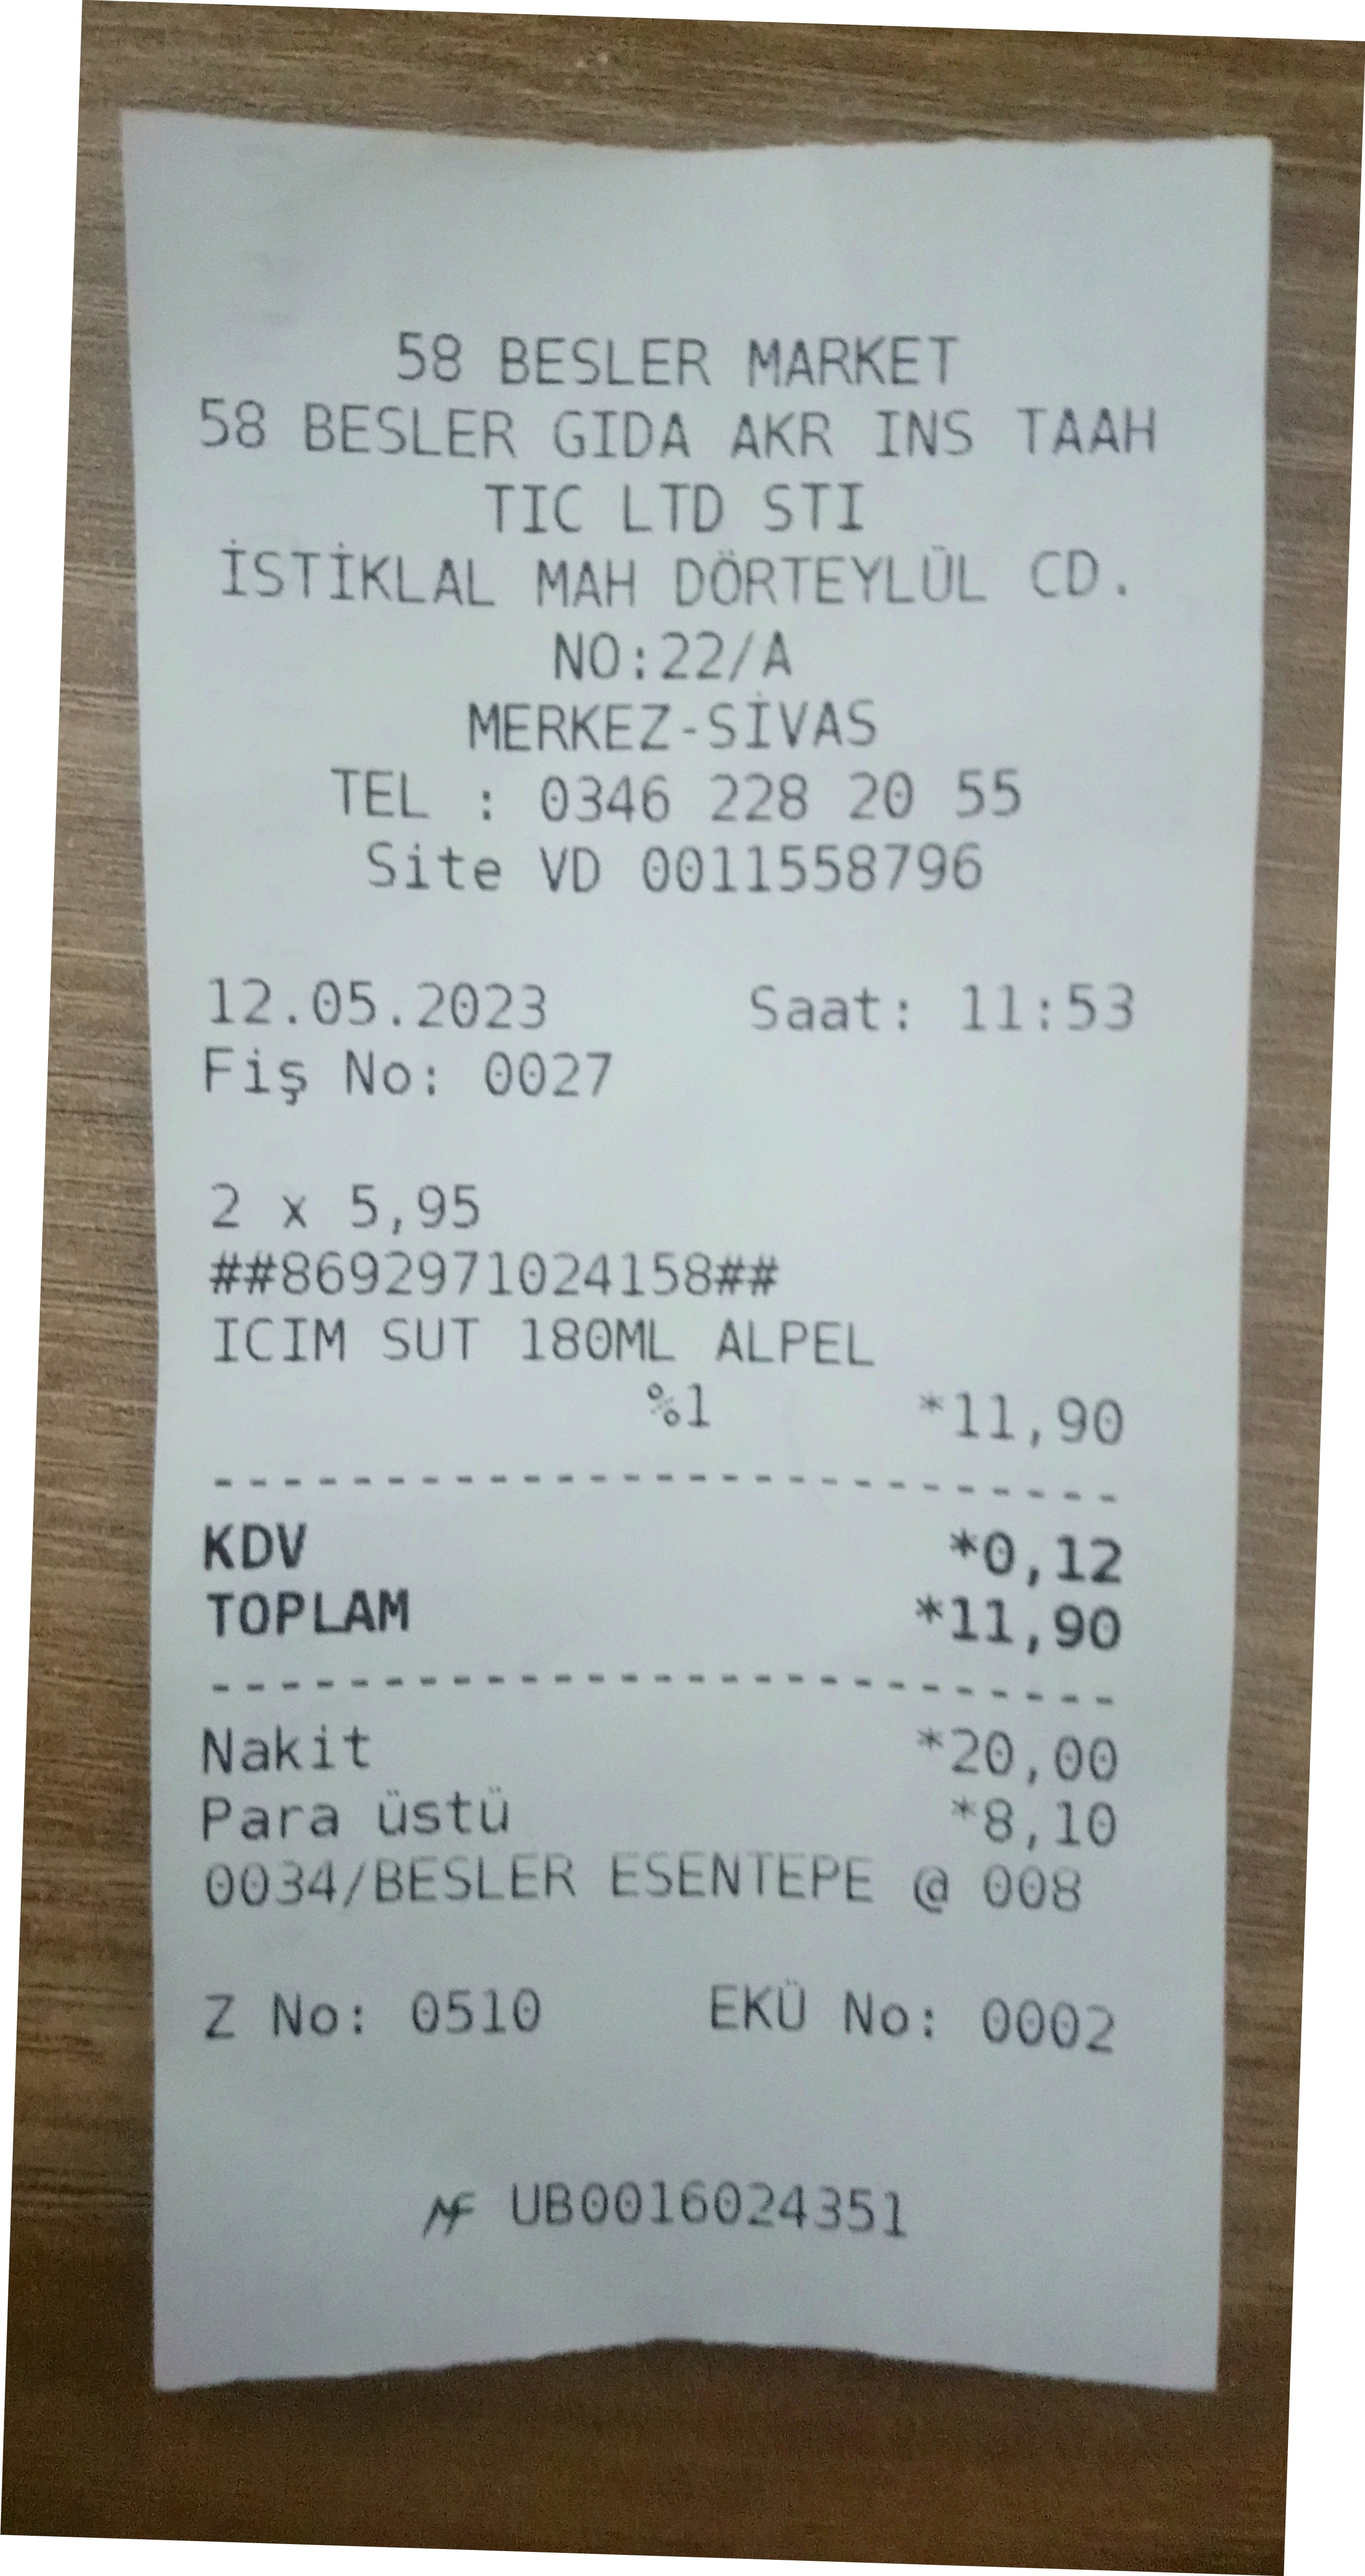 58 BESLER MARKET
58 BESLER GIDA AKR INS TAAH
TIC LTD STI
İSTİKLAL MAH DÖRTEYLÜL CD.
NO:22/A
MERKEZ-SİVAS
TEL : 0346 228 20 55
Site VD 0011558796
12.05.2023 Saat: 11:53
Fiş No: 0027
2 x 5,95
##8692971024158##
ICIM SUT 180ML ALPEL
%1 *11,90
---------------------------
KDV *0,12
TOPLAM *11,90
---------------------------
Nakit *20,00
Para üstü *8,10
0034/BESLER ESENTEPE @ 008
Z No: 0510 EKÜ No: 0002
MF UB0016024351